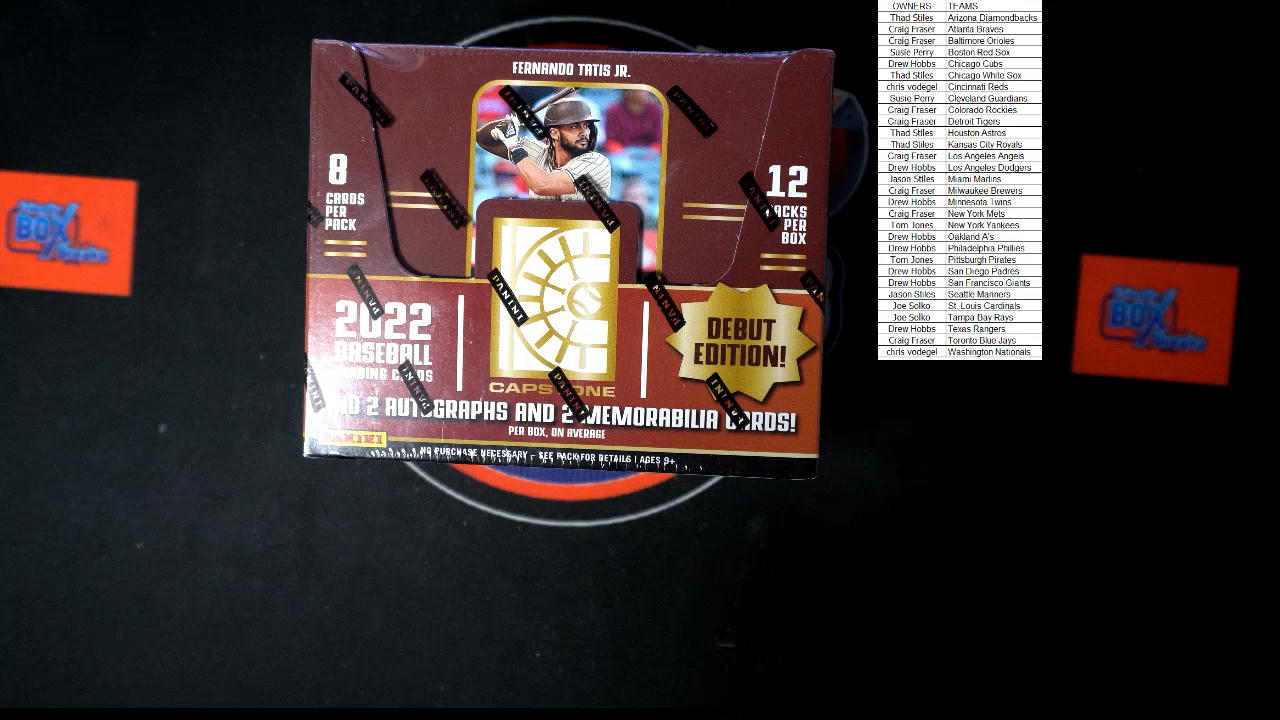 FERNANDO TATIS JR.
8
CARDS
PER
PACK
12
PER
BOX
2022
BASEBALL
DEBUT
EDITION!
2 AUTOGRAPHS AND 2 MEMORABILIA CARDS!
PER BOX, ON AVERAGE
PANINI
NO PURCHASE NECESSARY - SEE PACK FOR DETAILS | AGES 9+
PANINI
PANINI
PANINI
PANINI
PANINI
BOX
BOX
OWNERS TEAMS
Thad Stiles Arizona Diamondbacks
Craig Fraser Atlanta Braves
Craig Fraser Baltimore Orioles
Susie Perry Boston Red Sox
Drew Hobbs Chicago Cubs
Thad Stiles Chicago White Sox
chris vodegel Cincinnati Reds
Susie Perry Cleveland Guardians
Craig Fraser Colorado Rockies
Craig Fraser Detroit Tigers
Thad Stiles Houston Astros
Thad Stiles Kansas City Royals
Craig Fraser Los Angeles Angels
Drew Hobbs Los Angeles Dodgers
Jason Stiles Miami Marlins
Craig Fraser Milwaukee Brewers
Drew Hobbs Minnesota Twins
Craig Fraser New York Mets
Tom Jones New York Yankees
Drew Hobbs Oakland A's
Drew Hobbs Philadelphia Phillies
Tom Jones Pittsburgh Pirates
Drew Hobbs San Diego Padres
Drew Hobbs San Francisco Giants
Jason Stiles Seattle Mariners
Joe Solko St. Louis Cardinals
Joe Solko Tampa Bay Rays
Drew Hobbs Texas Rangers
Craig Fraser Toronto Blue Jays
chris vodegel Washington Nationals